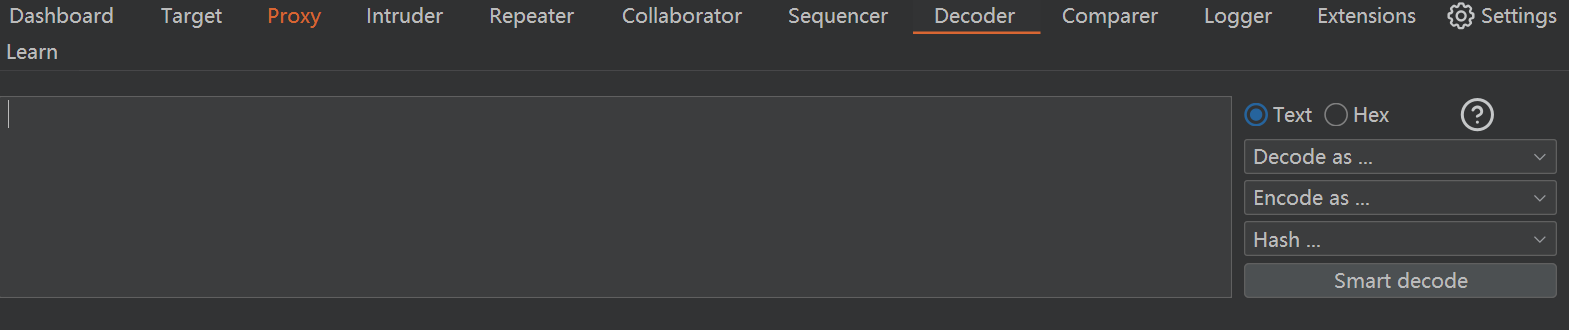 Dashboard Target Proxy Intruder Repeater Collaborator Sequencer Decoder Comparer Logger Extensions Settings
Learn
Text Hex ?
Decode as ...
Encode as ...
Hash ...
Smart decode